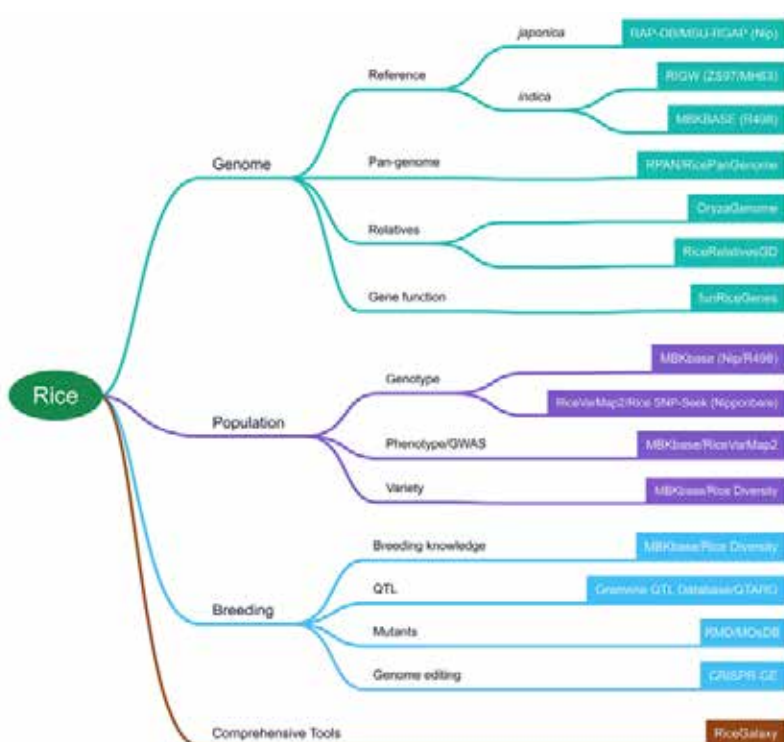 japonica
RAP-DB/MSU-RGAP (Nip)
Reference
RIGW (ZS97/MH63)
indica
MBKBASE (R498)
Genome
Pan-genome
RPAN/RicePanGenome
OryzaGenome
Relatives
RiceRelativesGD
Gene function
funRiceGenes
MBKbase (Nip/R498)
Genotype
Rice
RiceVarMap2/Rice SNP-Seek (Nipponbare)
Population
Phenotype/GWAS
MBKbase/RiceVarMap2
Variety
MBKbase/Rice Diversity
Breeding knowledge
MBKbase/Rice Diversity
QTL
Gramene QTL Database/QTARO
Breeding
Mutants
RMD/MOsDB
Genome editing
CRISPR-GE
Comprehensive Tools
RiceGalaxy